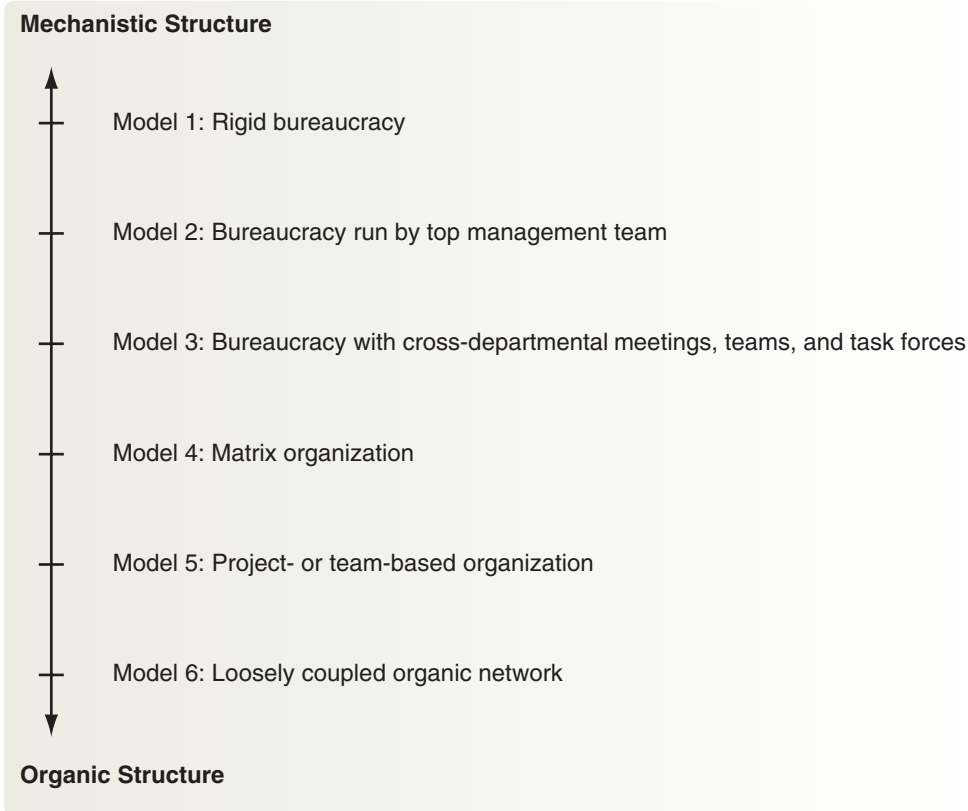 Mechanistic Structure
Model 1: Rigid bureaucracy
Model 2: Bureaucracy run by top management team
Model 3: Bureaucracy with cross-departmental meetings, teams, and task forces
Model 4: Matrix organization
Model 5: Project- or team-based organization
Model 6: Loosely coupled organic network
Organic Structure